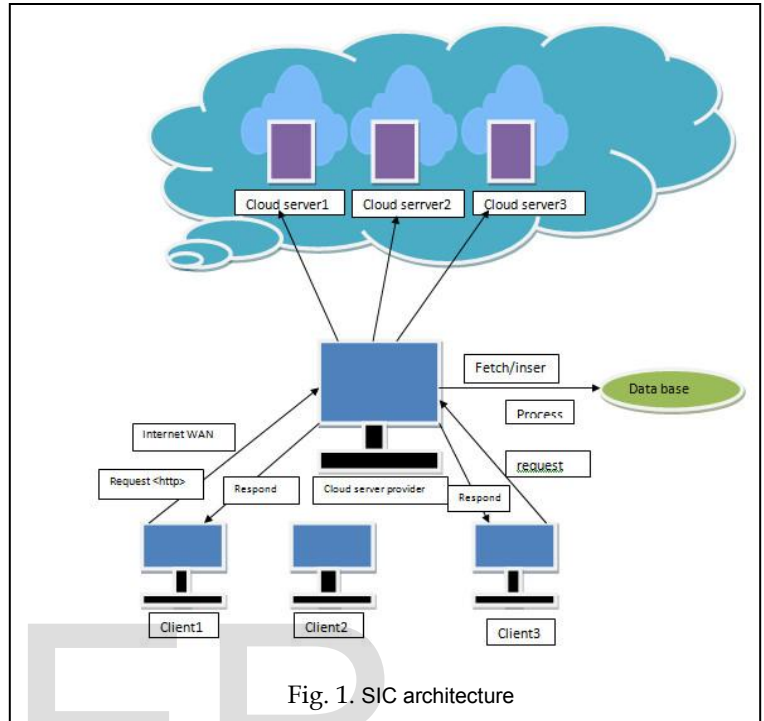 Cloud server1
Cloud serrver2
Cloud server3
Fetch/inser
Data base
Process
Internet WAN
request
Request <http>
Respond
Cloud server provider
Respond
Client1
Client2
Client3
Fig. 1. SIC architecture